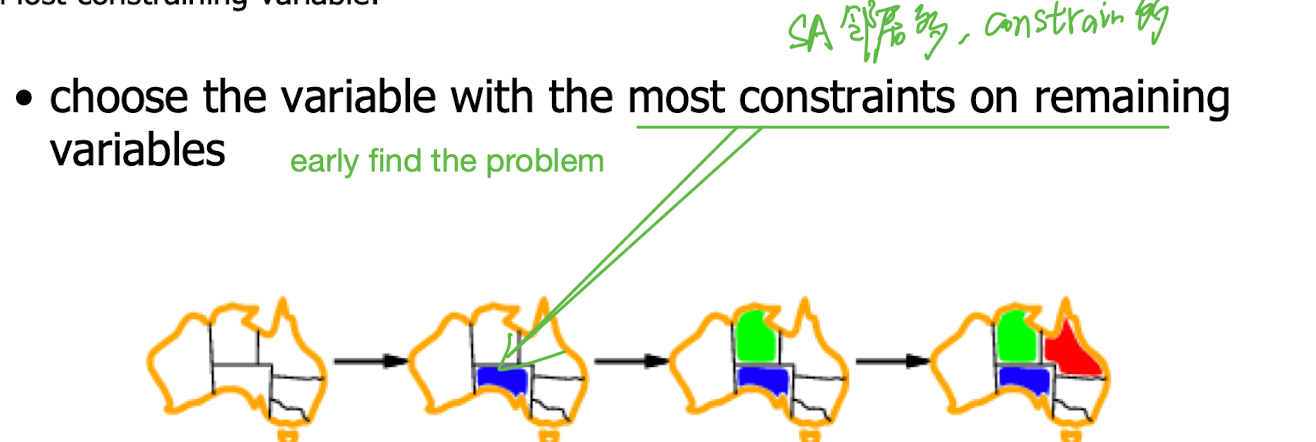 Most constraining variable:
SA 邻居多, constrain 多
• choose the variable with the most constraints on remaining
variables
early find the problem